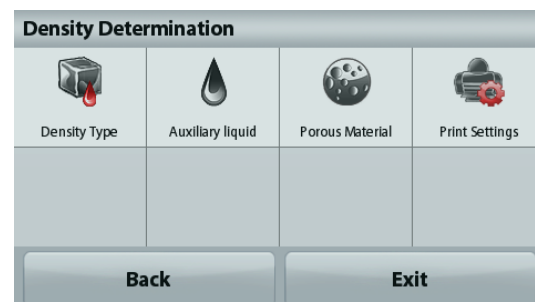 Density Determination
Density Type Auxiliary liquid Porous Material Print Settings
Back Exit